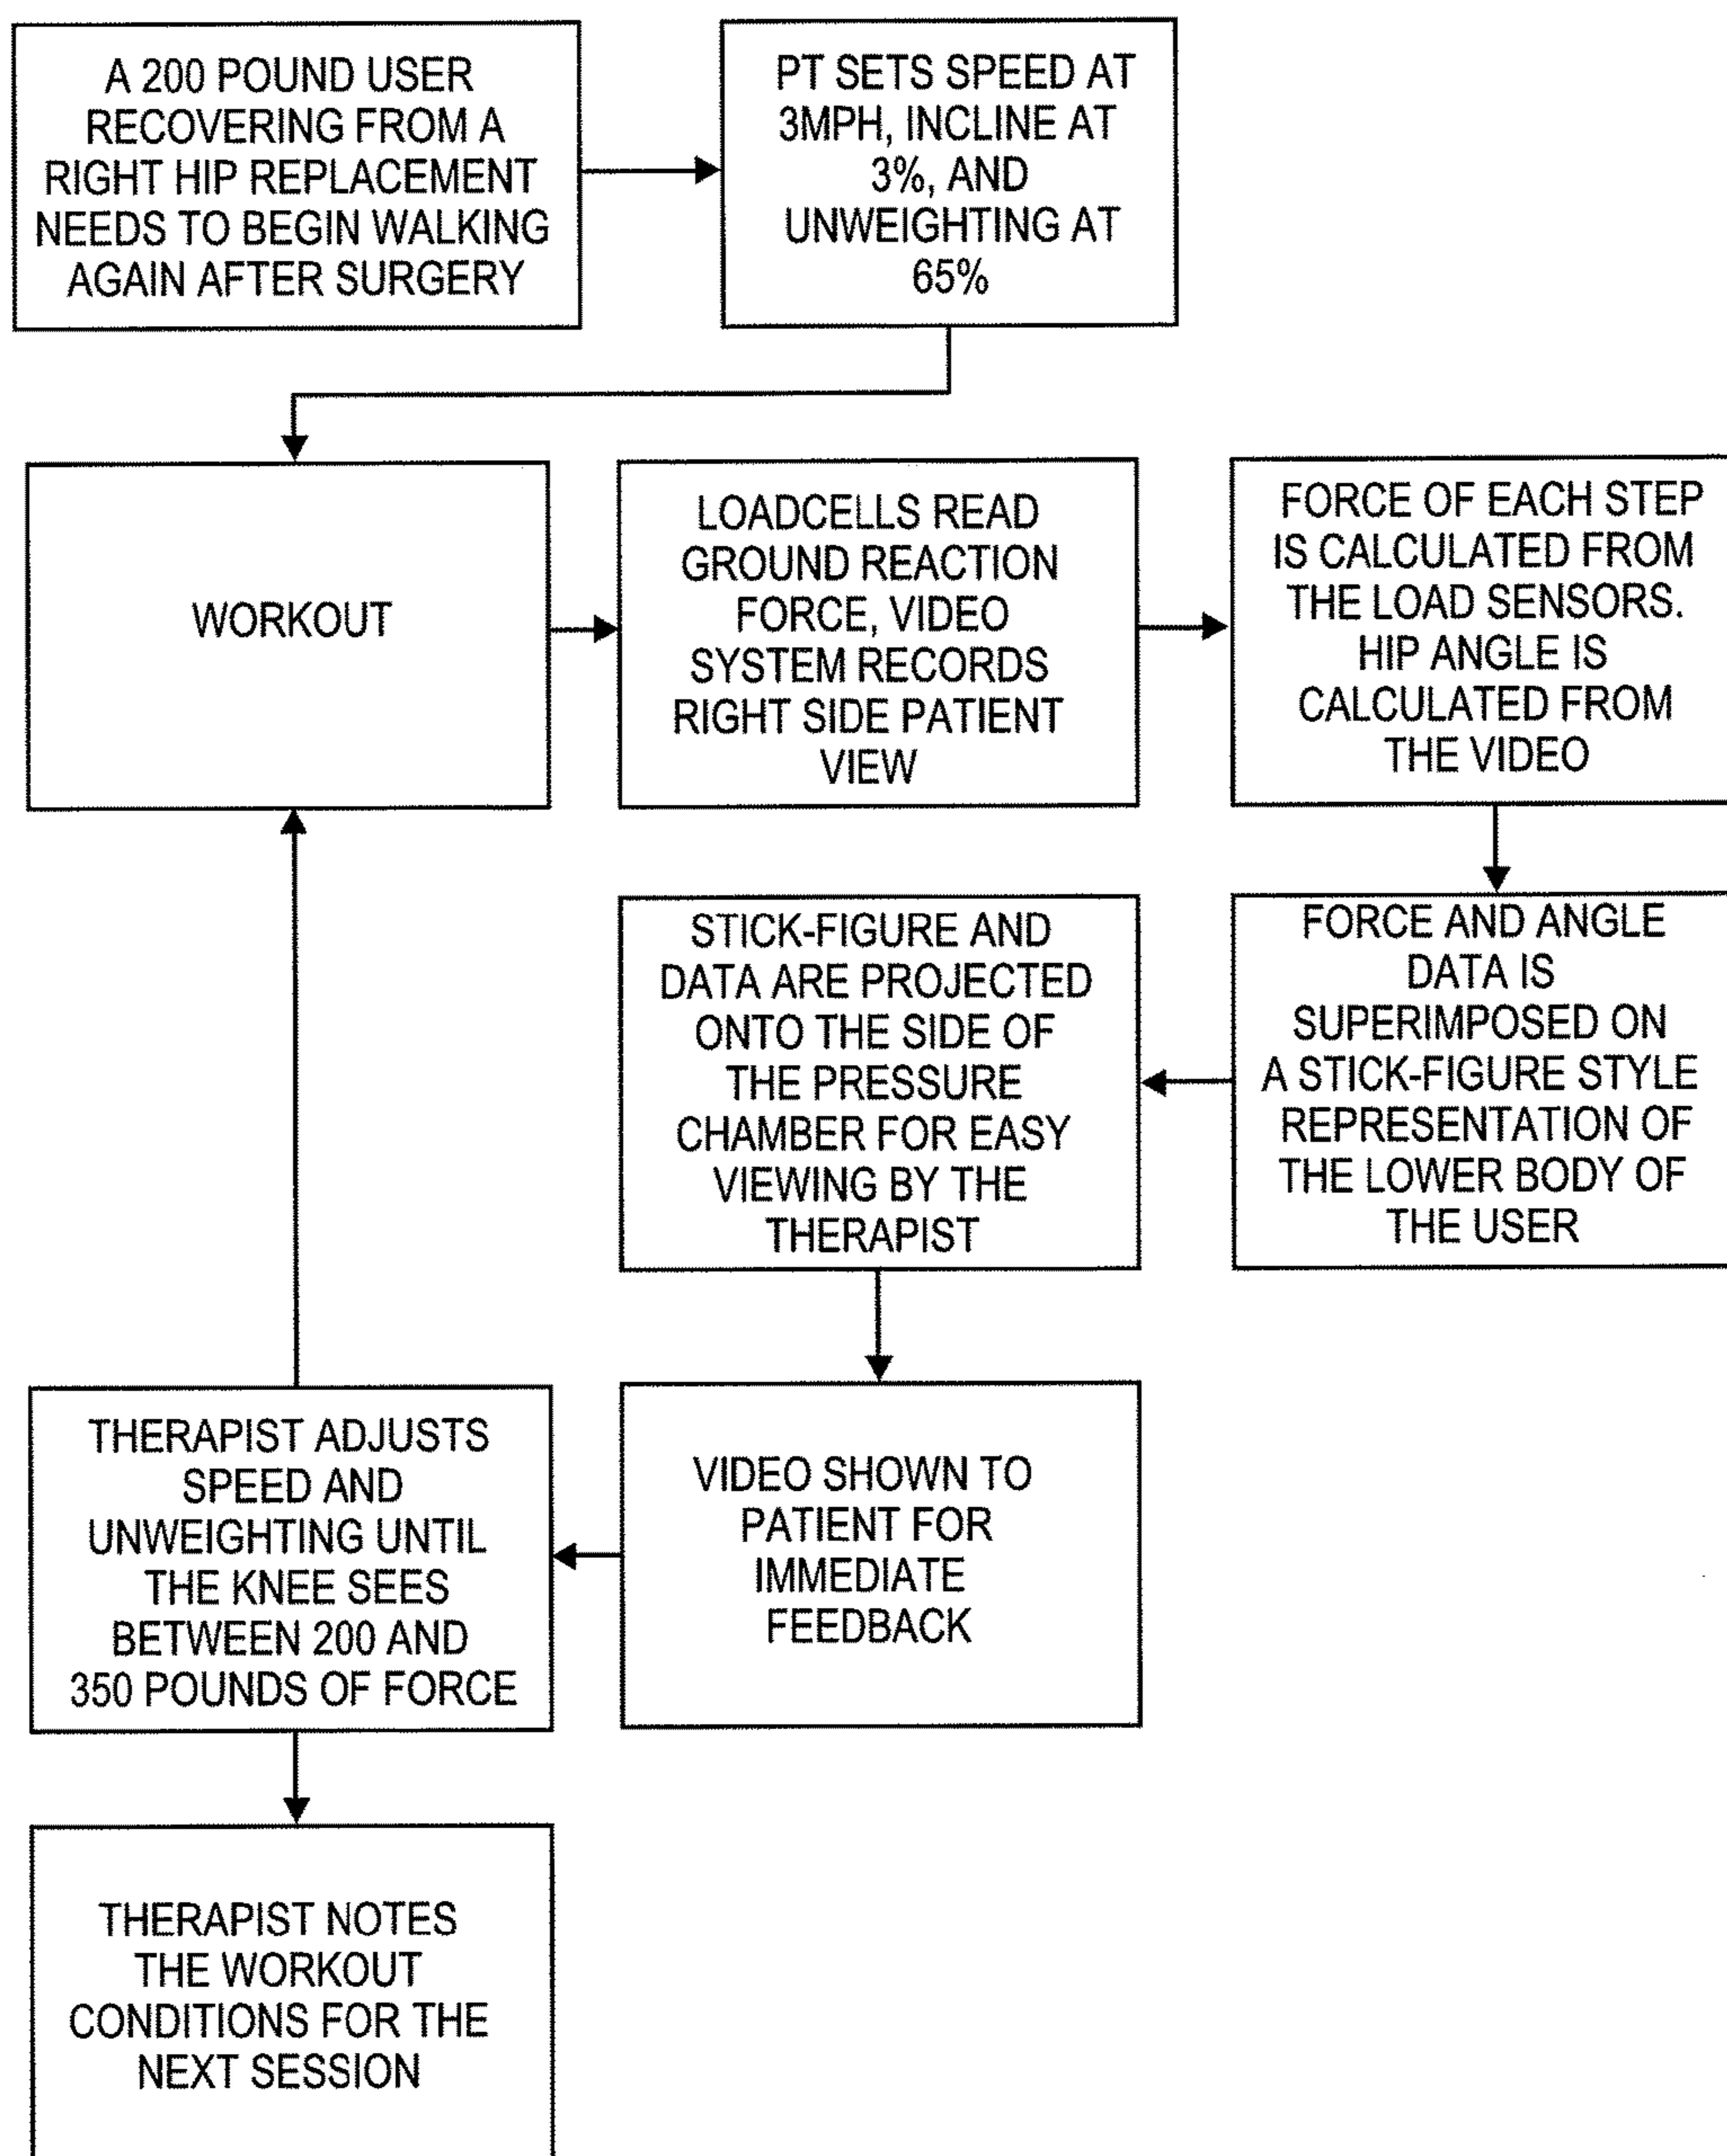 A 200 POUND USER
RECOVERING FROM A
RIGHT HIP REPLACEMENT
NEEDS TO BEGIN WALKING
AGAIN AFTER SURGERY
PT SETS SPEED AT
3MPH, INCLINE AT
3%, AND
UNWEIGHTING AT
65%
WORKOUT
LOADCELLS READ
GROUND REACTION
FORCE, VIDEO
SYSTEM RECORDS
RIGHT SIDE PATIENT
VIEW
FORCE OF EACH STEP
IS CALCULATED FROM
THE LOAD SENSORS.
HIP ANGLE IS
CALCULATED FROM
THE VIDEO
FORCE AND ANGLE
DATA IS
SUPERIMPOSED ON
A STICK-FIGURE STYLE
REPRESENTATION OF
THE LOWER BODY OF
THE USER
STICK-FIGURE AND
DATA ARE PROJECTED
ONTO THE SIDE OF
THE PRESSURE
CHAMBER FOR EASY
VIEWING BY THE
THERAPIST
VIDEO SHOWN TO
PATIENT FOR
IMMEDIATE
FEEDBACK
THERAPIST ADJUSTS
SPEED AND
UNWEIGHTING UNTIL
THE KNEE SEES
BETWEEN 200 AND
350 POUNDS OF FORCE
THERAPIST NOTES
THE WORKOUT
CONDITIONS FOR THE
NEXT SESSION